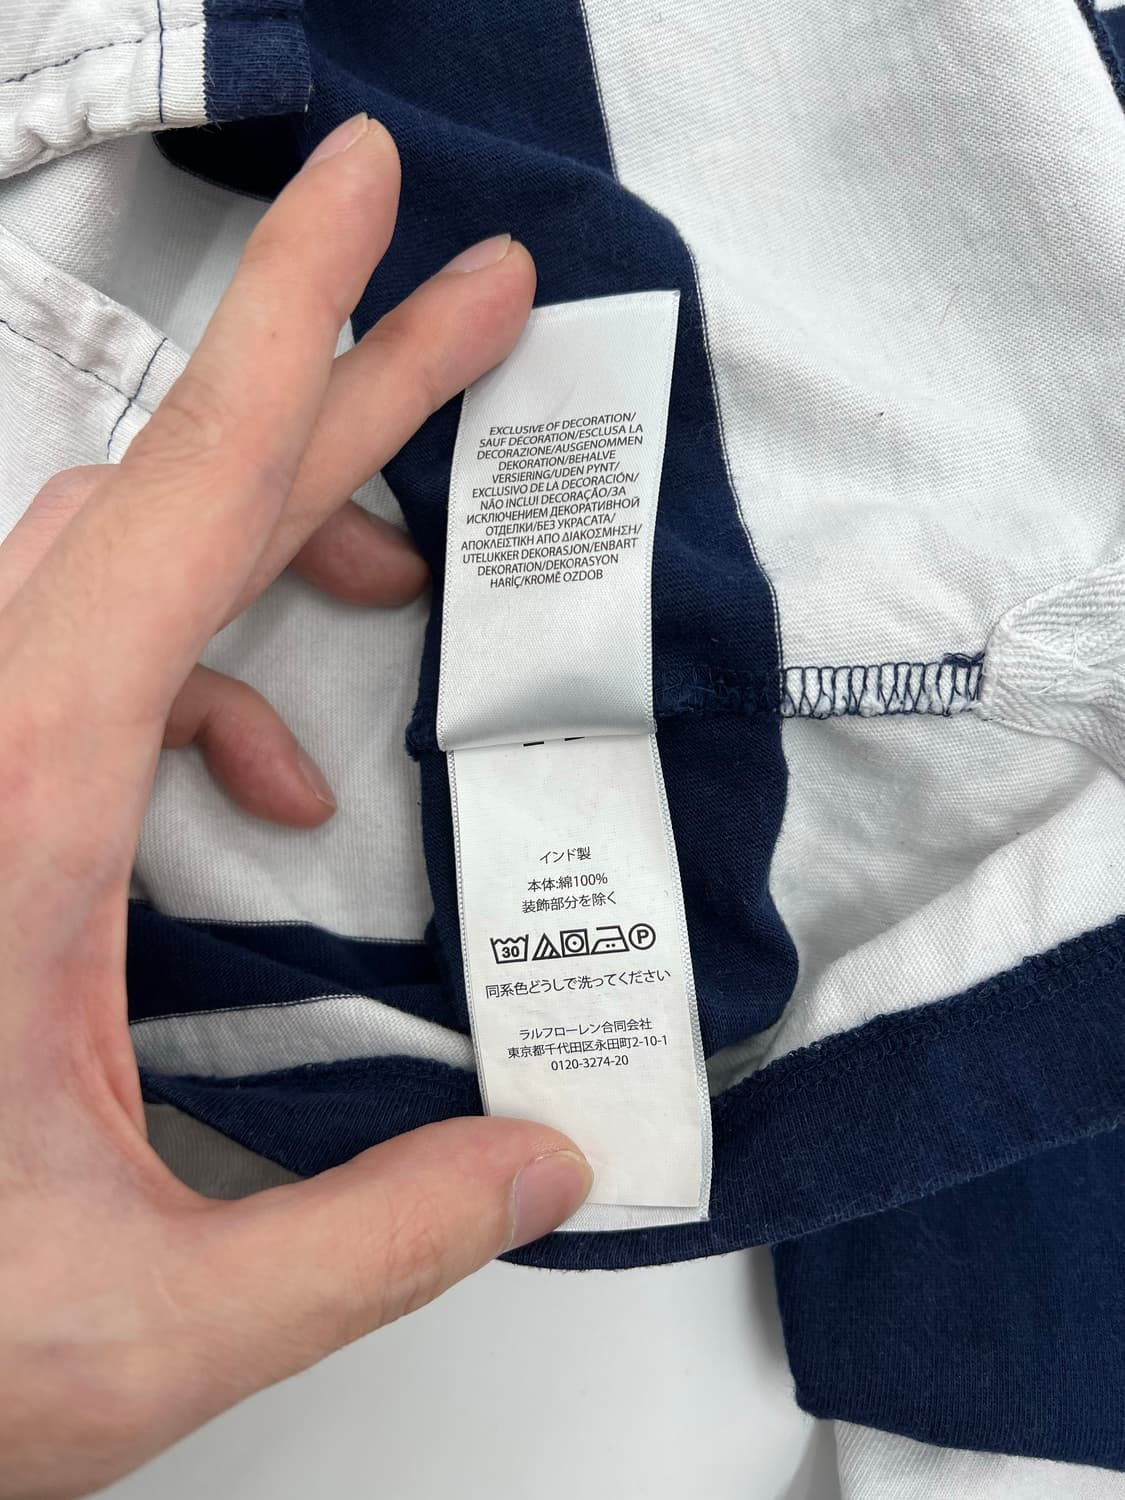 EXCLUSIVE OF DECORATION/
SAUF DÉCORATION/ESCLUSA LA
DECORAZIONE/AUSGENOMMEN
DEKORATION/BEHALVE
VERSIERING/UDEN PYNT/
EXCLUSIVO DE LA DECORACIÓN/
NÃO INCLUI DECORAÇÃO/ЗА
ИСКЛЮЧЕНИЕМ ДЕКОРАТИВНОЙ
ОТДЕЛКИ/БЕЗ УКРАСАТА/
ΑΠΟΚΛΕΙΣΤΙΚΗ ΑΠΟ ΔΙΑΚΟΣΜΗΣΗ/
UTELUKKER DEKORASJON/ENBART
DEKORATION/DEKORASYON
HARİÇ/KROMĚ OZDOB
インド製
本体:綿100%
装飾部分を除く
30 P
同系色どうしで洗ってください
ラルフローレン合同会社
東京都千代田区永田町2-10-1
0120-3274-20